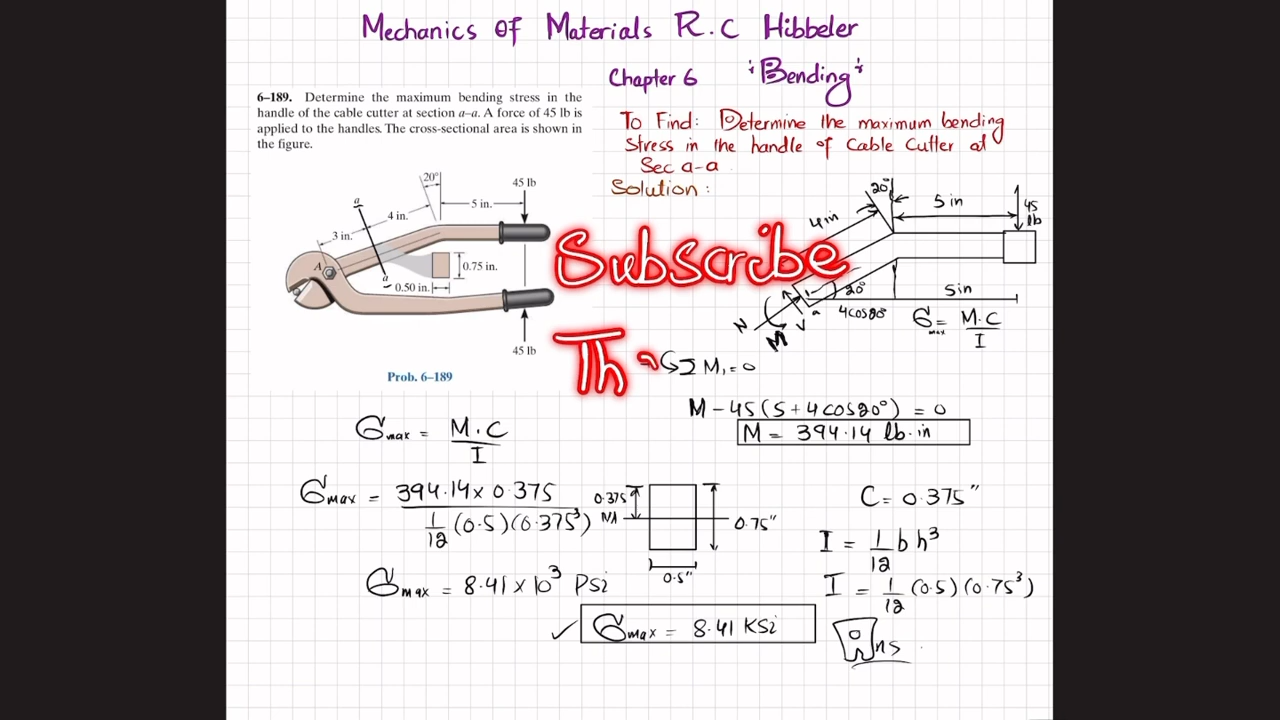 Mechanics Of Materials R.C Hibbeler
Chapter 6 "Bending"
6–189. Determine the maximum bending stress in the
handle of the cable cutter at section a–a. A force of 45 lb is
applied to the handles. The cross-sectional area is shown in
the figure.
To Find: Determine the maximum bending
Stress in the handle of Cable Cutter at
Sec a-a
Solution:
20°
45 lb
5 in.
a
4 in.
3 in.
A
0.75 in.
a
0.50 in.
45 lb
Prob. 6–189
20°
4 in
5 in
45
lb
20°
5in
4cos20°
N
M
V
a
σmax = M.C
I
Subscribe
Th
ΣM1 = 0
M - 45(5 + 4cos20°) = 0
M = 394.14 lb.in
σmax = M.C
I
σmax = 394.14 x 0.375
1/12 (0.5)(0.375³)
0.375
NA
0.75"
0.5"
C = 0.375"
I = 1/12 b h³
I = 1/12 (0.5)(0.75³)
σmax = 8.41 x 10³ Psi
✓ σmax = 8.41 Ksi
Ans